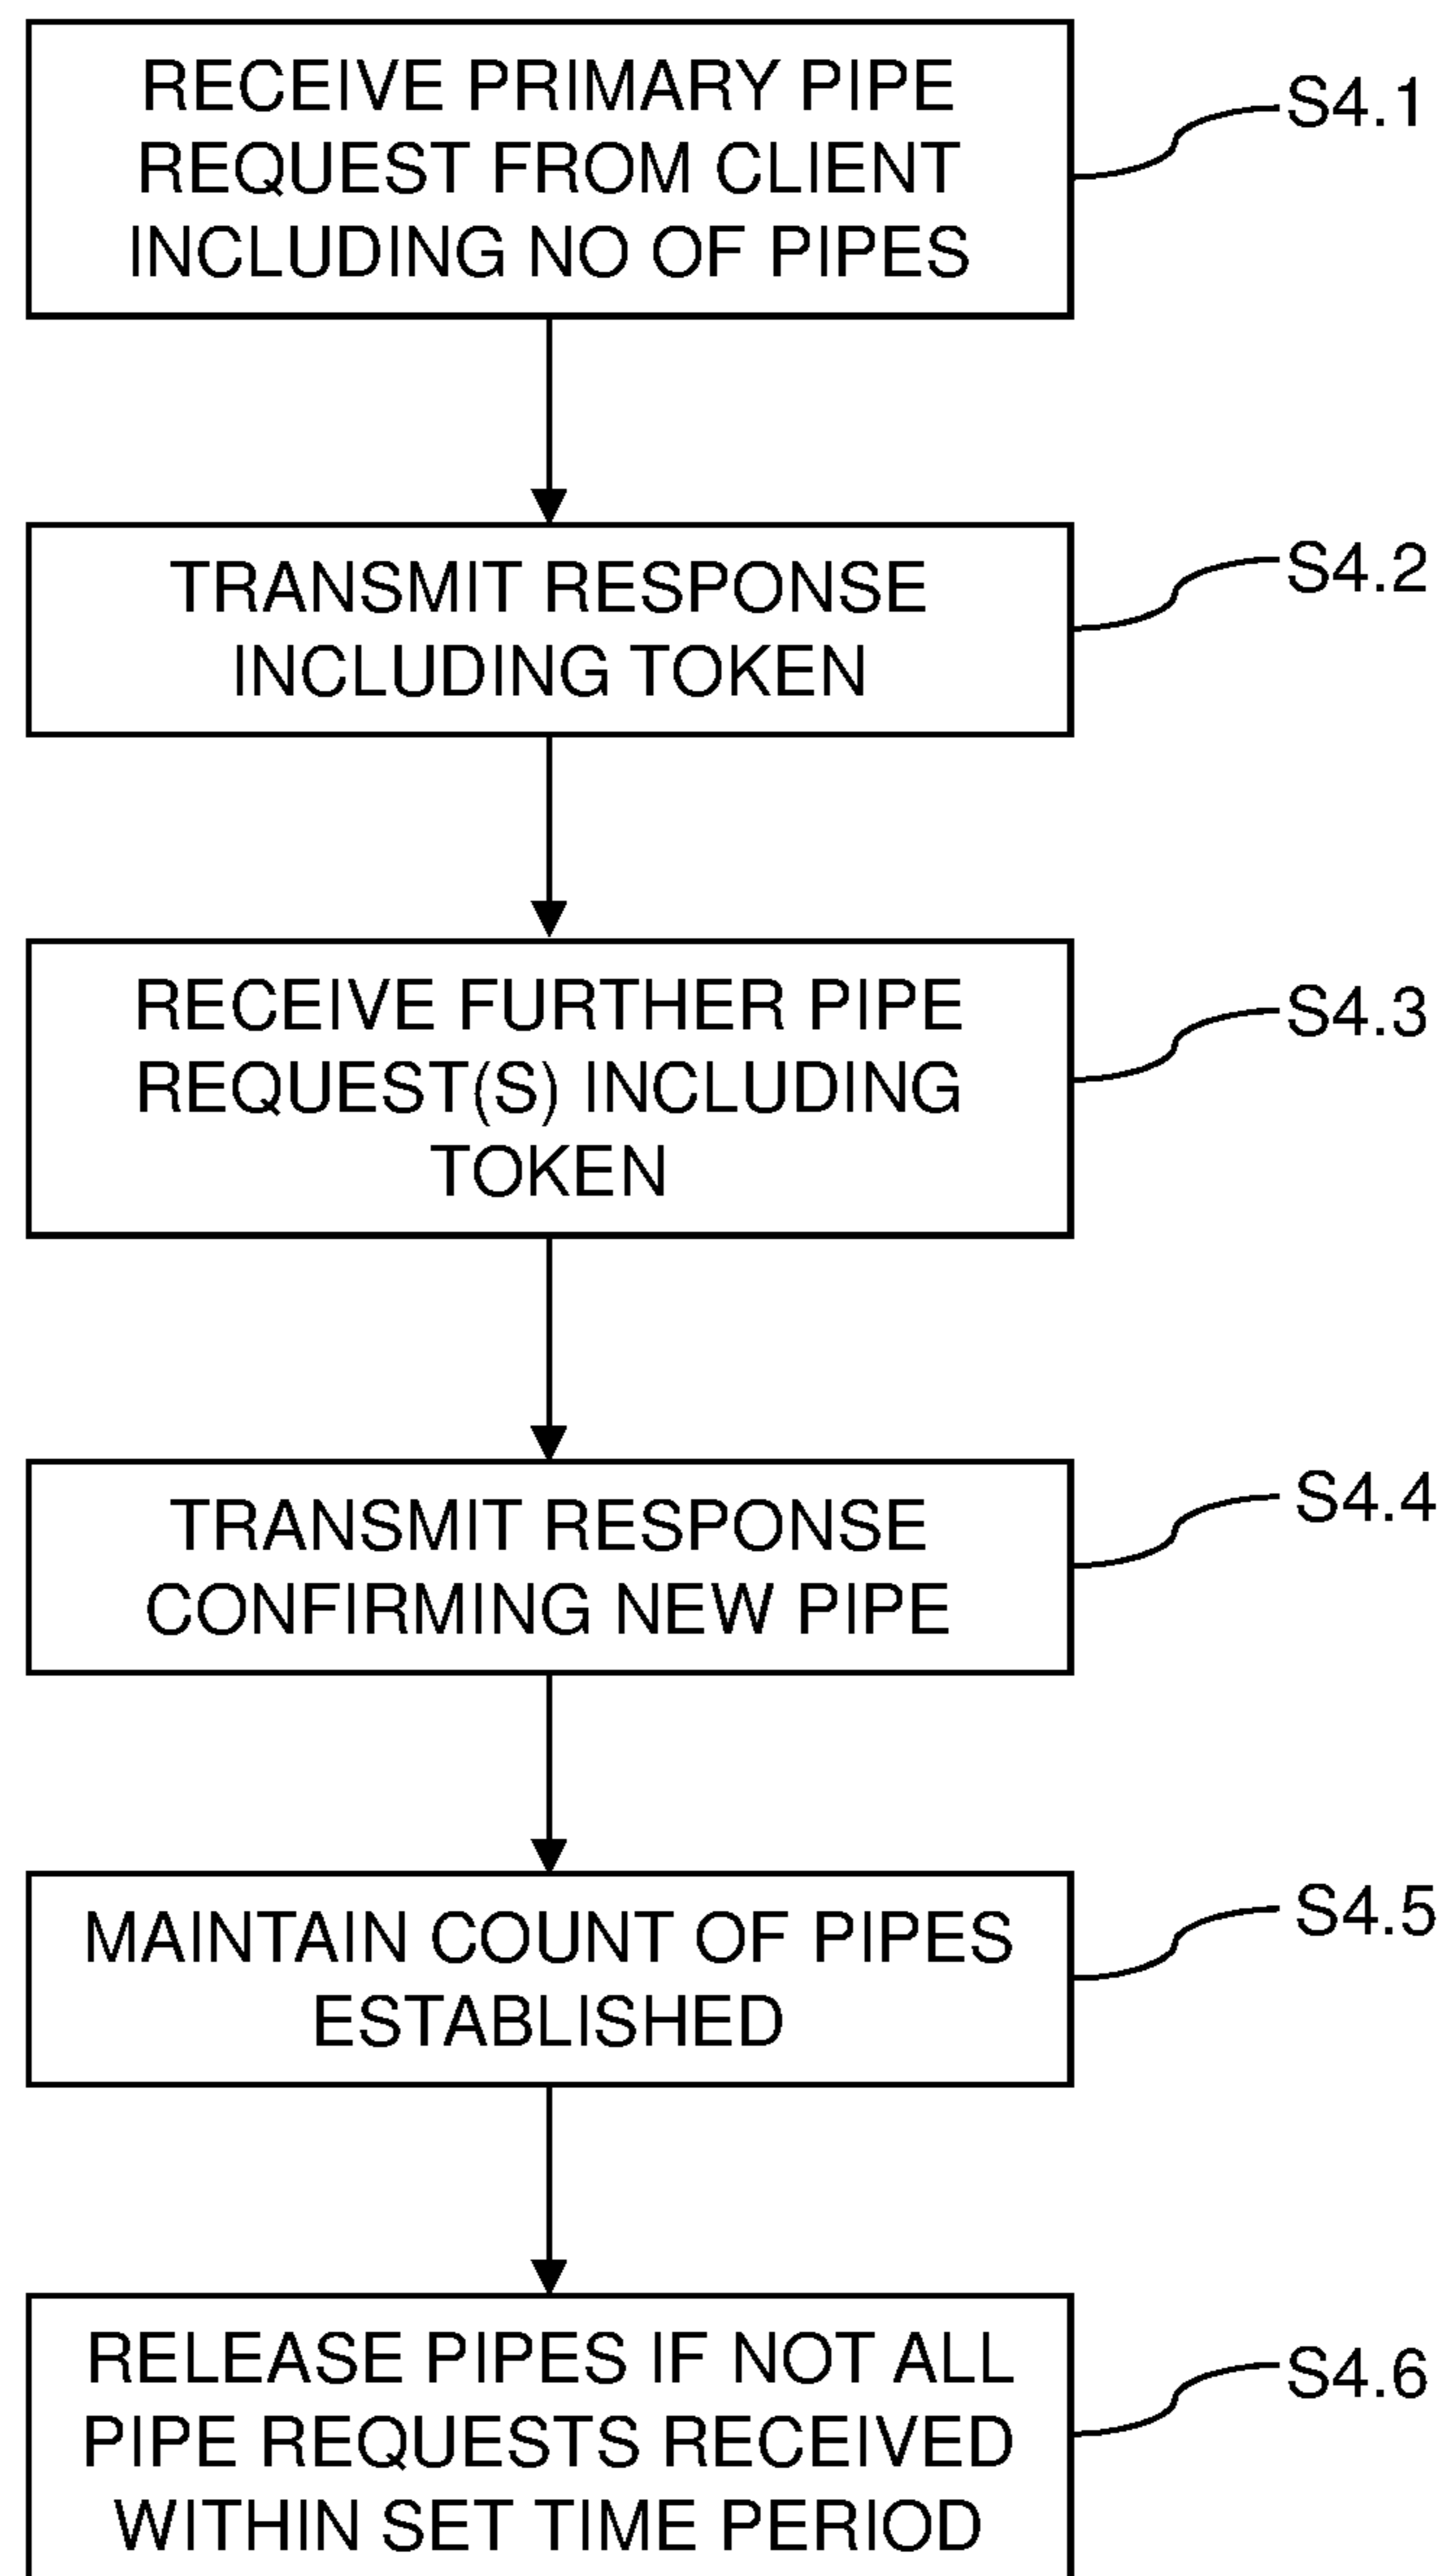 RECEIVE PRIMARY PIPE
REQUEST FROM CLIENT
INCLUDING NO OF PIPES
S4.1
TRANSMIT RESPONSE
INCLUDING TOKEN
S4.2
RECEIVE FURTHER PIPE
REQUEST(S) INCLUDING
TOKEN
S4.3
TRANSMIT RESPONSE
CONFIRMING NEW PIPE
S4.4
MAINTAIN COUNT OF PIPES
ESTABLISHED
S4.5
RELEASE PIPES IF NOT ALL
PIPE REQUESTS RECEIVED
WITHIN SET TIME PERIOD
S4.6